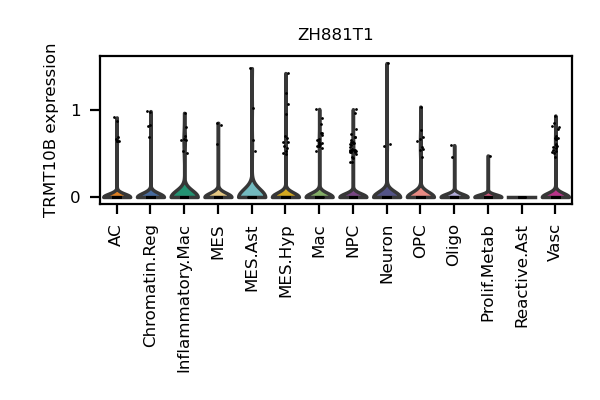 ZH881T1
TRMT10B expression
1
0
AC
Chromatin.Reg
Inflammatory.Mac
MES
MES.Ast
MES.Hyp
Mac
NPC
Neuron
OPC
Oligo
Prolif.Metab
Reactive.Ast
Vasc